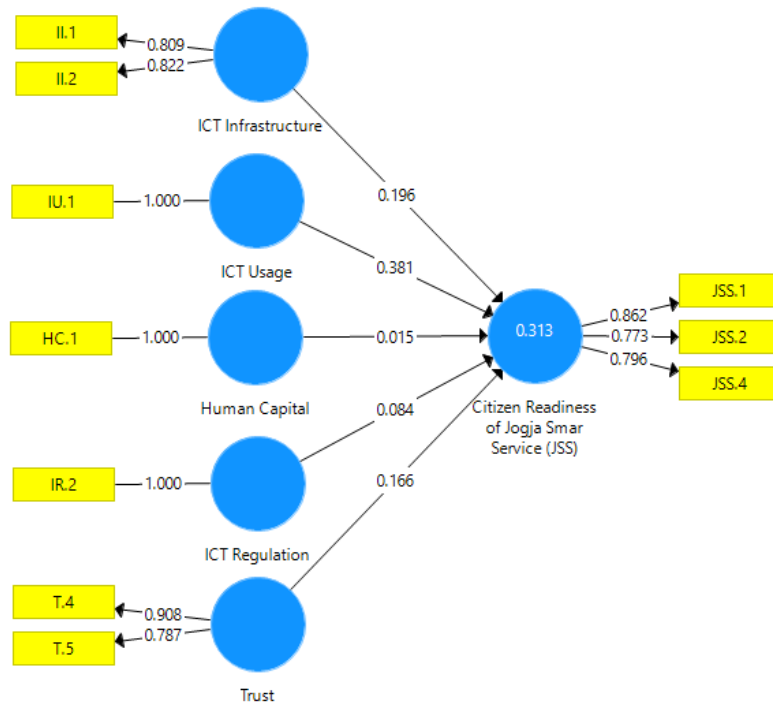 II.1
0.809
0.822
II.2
ICT Infrastructure
0.196
IU.1
1.000
ICT Usage
0.381
HC.1
1.000
0.015
Human Capital
0.313
0.862
JSS.1
0.773
JSS.2
0.796
JSS.4
Citizen Readiness
of Jogja Smar
Service (JSS)
0.084
IR.2
1.000
ICT Regulation
0.166
T.4
0.908
0.787
T.5
Trust